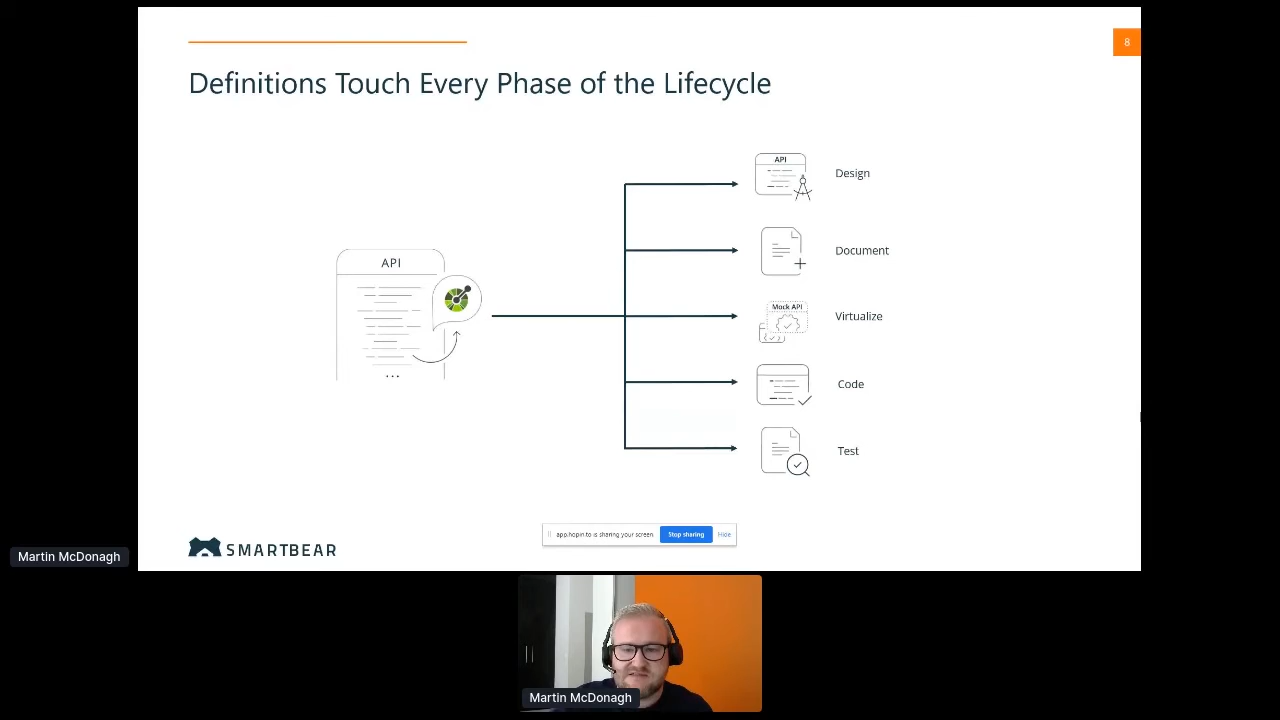 8
Definitions Touch Every Phase of the Lifecycle
API
Design
Document
Mock API
Virtualize
API
...
Code
Test
app.hopin.to is sharing your screen.
Stop sharing
Hide
SMARTBEAR
Martin McDonagh
Martin McDonagh